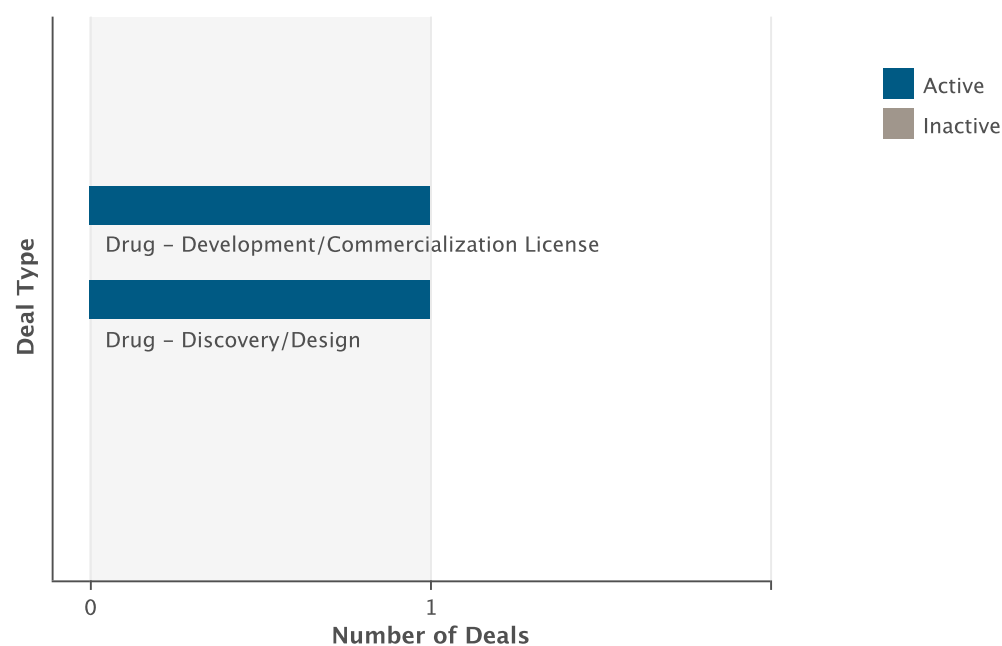 Active
Inactive
Drug – Development/Commercialization License
Drug – Discovery/Design
Deal Type
0
1
Number of Deals